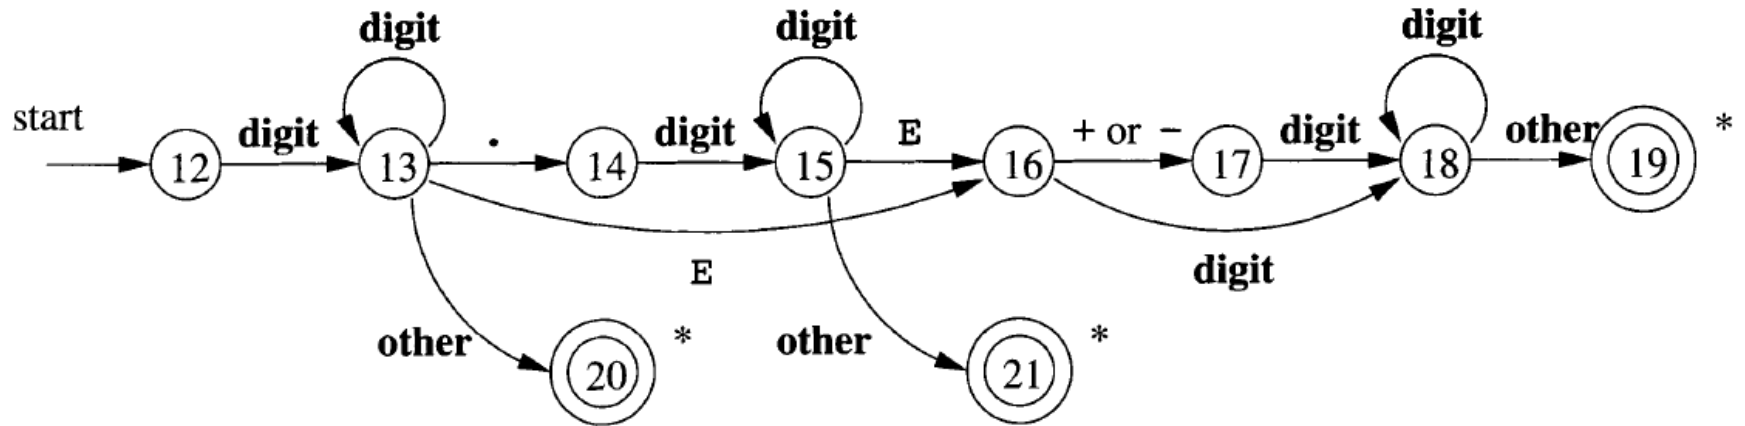 digit digit digit
start
digit . digit E + or − digit other *
12 13 14 15 16 17 18 19
E digit
other * other *
20 21